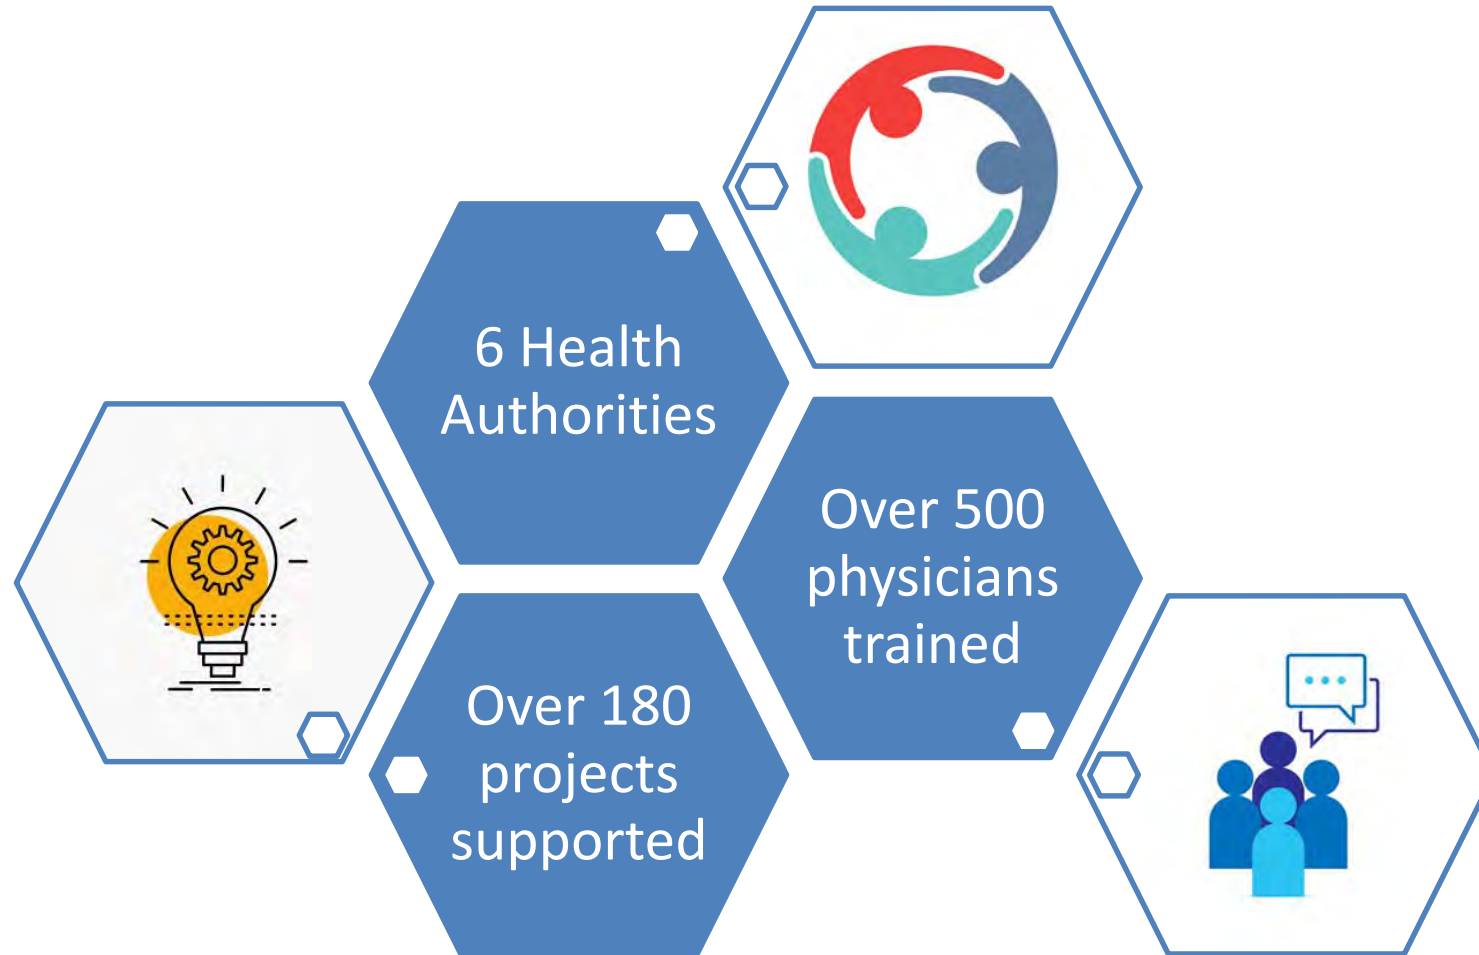 6 Health
Authorities
Over 500
physicians
trained
Over 180
projects
supported